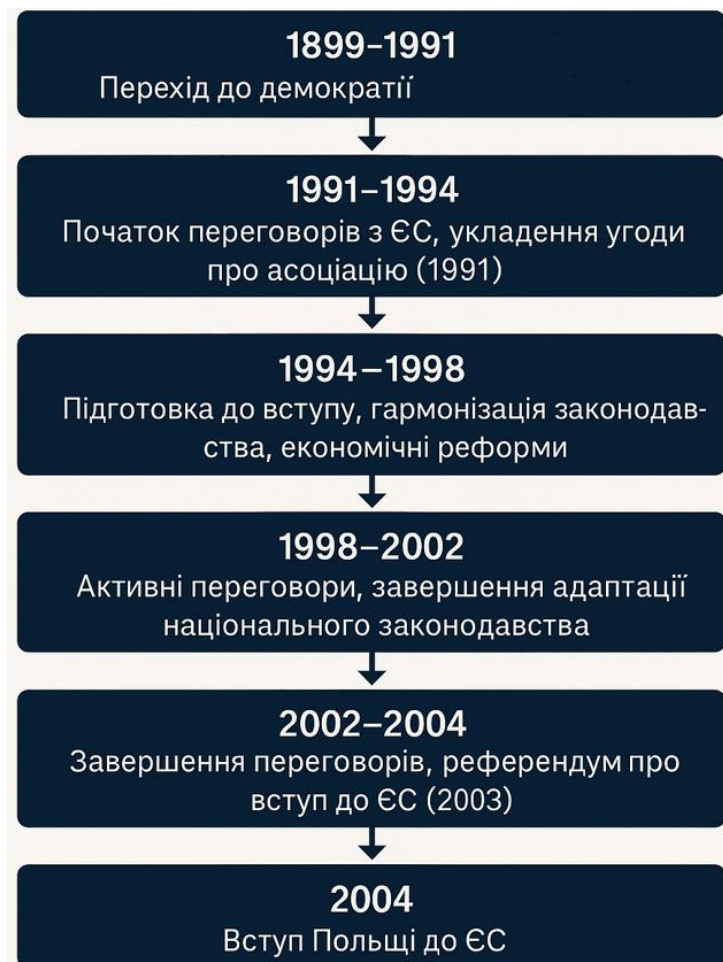 1899–1991
Перехід до демократії
1991–1994
Початок переговорів з ЄС, укладення угоди
про асоціацію (1991)
1994–1998
Підготовка до вступу, гармонізація законодав-
ства, економічні реформи
1998–2002
Активні переговори, завершення адаптації
національного законодавства
2002–2004
Завершення переговорів, референдум про
вступ до ЄС (2003)
2004
Вступ Польщі до ЄС